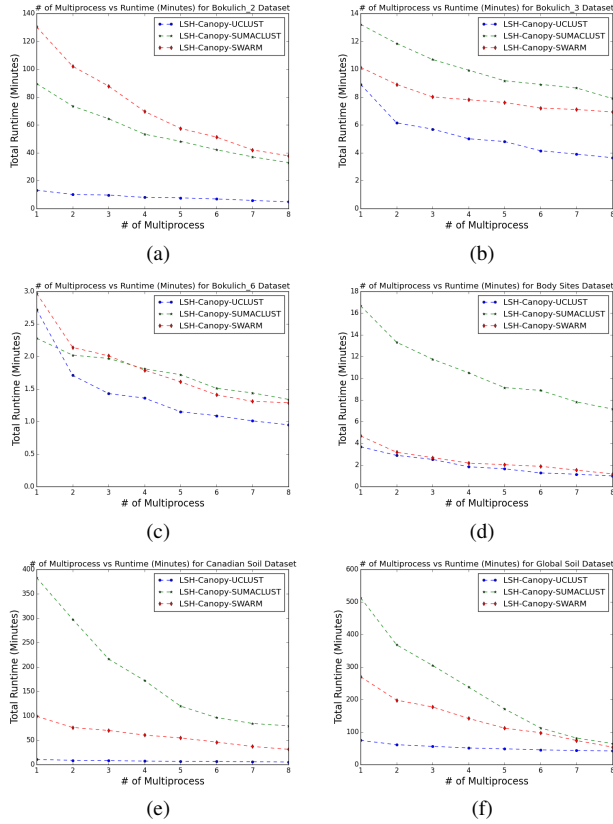 # of Multiprocess vs Runtime (Minutes) for Bokulich_2 Dataset
LSH-Canopy-UCLUST
LSH-Canopy-SUMACLUST
LSH-Canopy-SWARM
Total Runtime (Minutes)
140
120
100
80
60
40
20
0
1 2 3 4 5 6 7 8
# of Multiprocess
(a)
# of Multiprocess vs Runtime (Minutes) for Bokulich_3 Dataset
LSH-Canopy-UCLUST
LSH-Canopy-SUMACLUST
LSH-Canopy-SWARM
Total Runtime (Minutes)
14
12
10
8
6
4
2
0
1 2 3 4 5 6 7 8
# of Multiprocess
(b)
# of Multiprocess vs Runtime (Minutes) for Bokulich_6 Dataset
LSH-Canopy-UCLUST
LSH-Canopy-SUMACLUST
LSH-Canopy-SWARM
Total Runtime (Minutes)
3.0
2.5
2.0
1.5
1.0
0.5
0.0
1 2 3 4 5 6 7 8
# of Multiprocess
(c)
# of Multiprocess vs Runtime (Minutes) for Body Sites Dataset
LSH-Canopy-UCLUST
LSH-Canopy-SUMACLUST
LSH-Canopy-SWARM
Total Runtime (Minutes)
18
16
14
12
10
8
6
4
2
0
1 2 3 4 5 6 7 8
# of Multiprocess
(d)
# of Multiprocess vs Runtime (Minutes) for Canadian Soil Dataset
LSH-Canopy-UCLUST
LSH-Canopy-SUMACLUST
LSH-Canopy-SWARM
Total Runtime (Minutes)
400
350
300
250
200
150
100
50
0
1 2 3 4 5 6 7 8
# of Multiprocess
(e)
# of Multiprocess vs Runtime (Minutes) for Global Soil Dataset
LSH-Canopy-UCLUST
LSH-Canopy-SUMACLUST
LSH-Canopy-SWARM
Total Runtime (Minutes)
600
500
400
300
200
100
0
1 2 3 4 5 6 7 8
# of Multiprocess
(f)